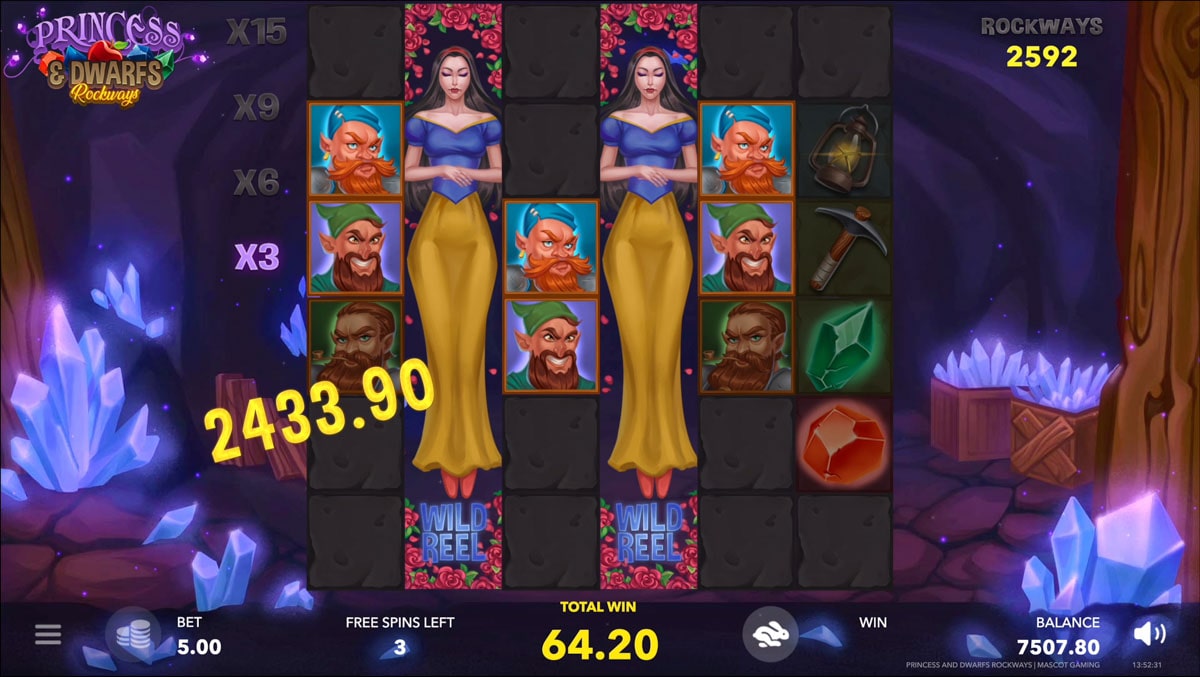 PRINCESS
& DWARFS
Rockways
X15
X9
X6
X3
ROCKWAYS
2592
2433.90
WILD
REEL
WILD
REEL
BET
5.00
FREE SPINS LEFT
3
TOTAL WIN
64.20
WIN
BALANCE
7507.80
PRINCESS AND DWARFS ROCKWAYS | MASCOT GAMING
13:52:31